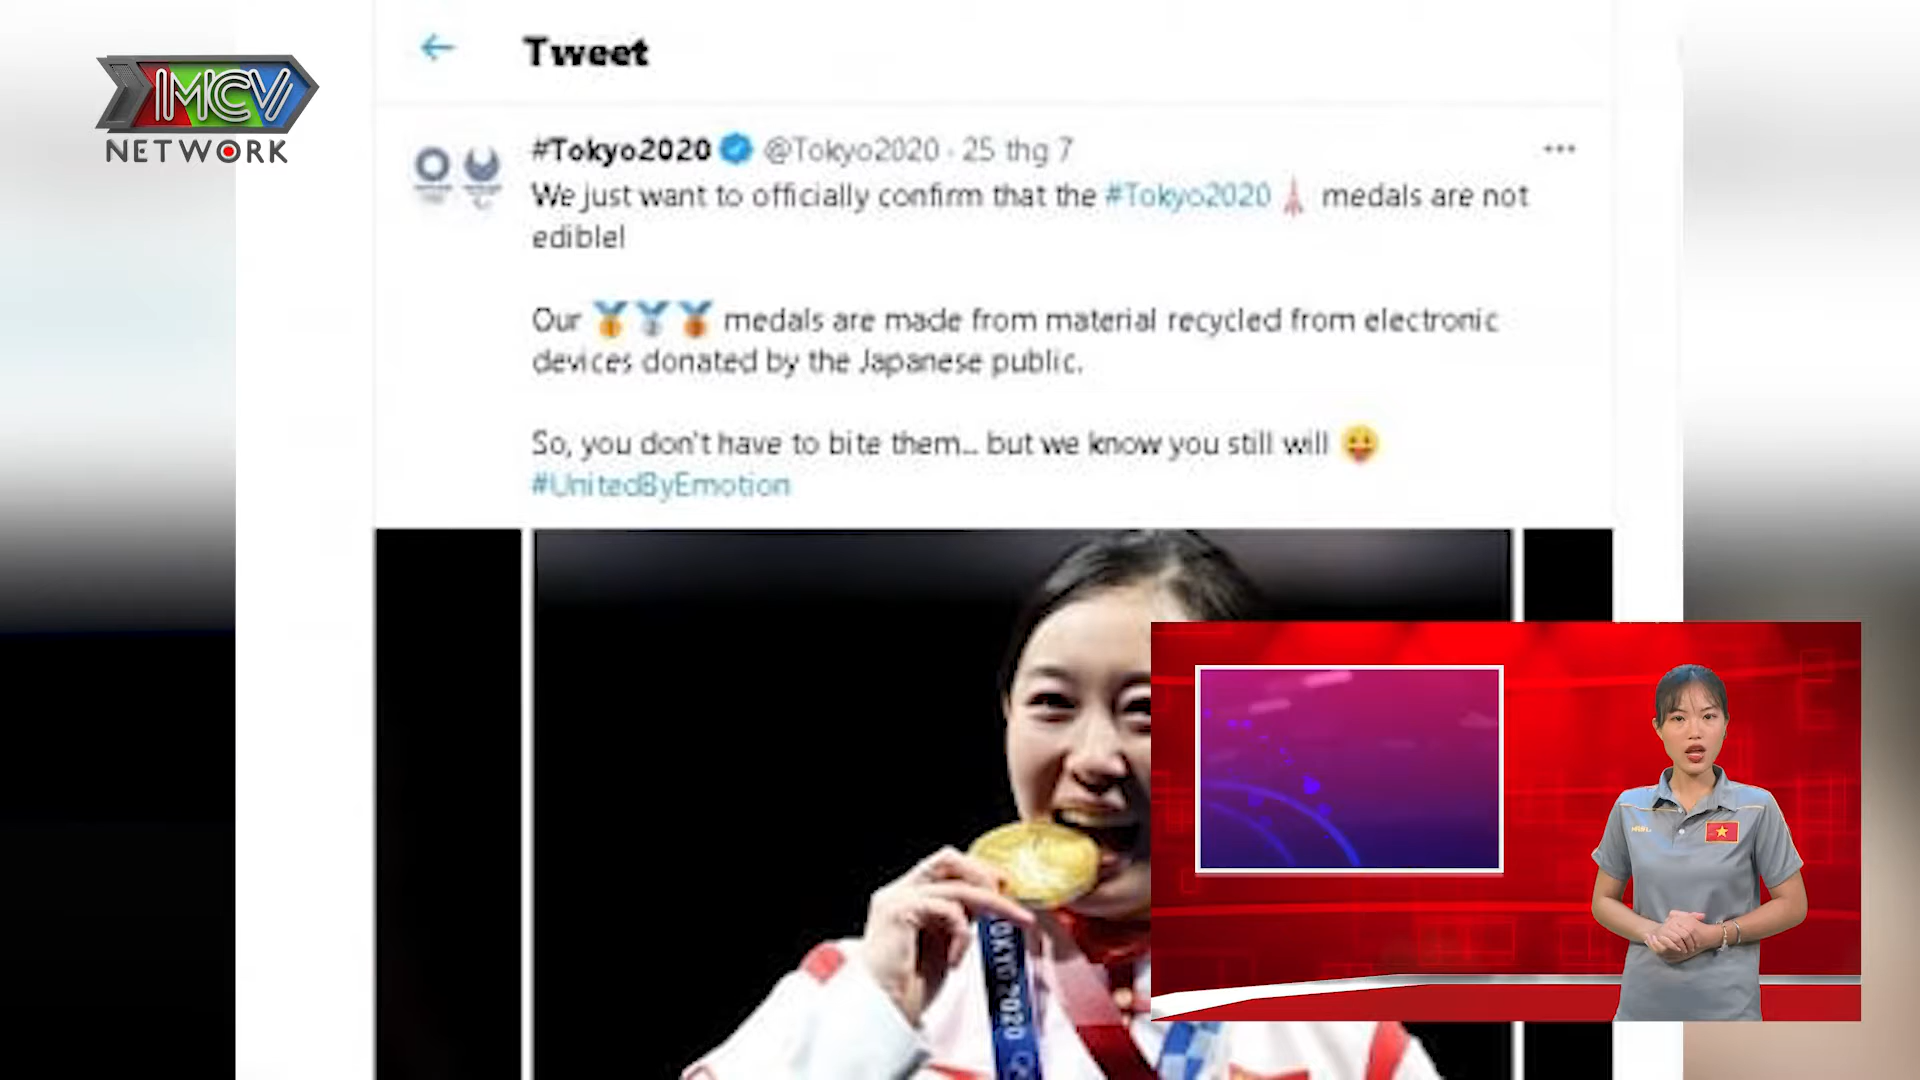 MCV
NETWORK
Tweet
#Tokyo2020 @Tokyo2020 · 25 thg 7
We just want to officially confirm that the #Tokyo2020 medals are not
edible!
Our medals are made from material recycled from electronic
devices donated by the Japanese public.
So, you don't have to bite them... but we know you still will
#UnitedByEmotion
TOKYO 2020